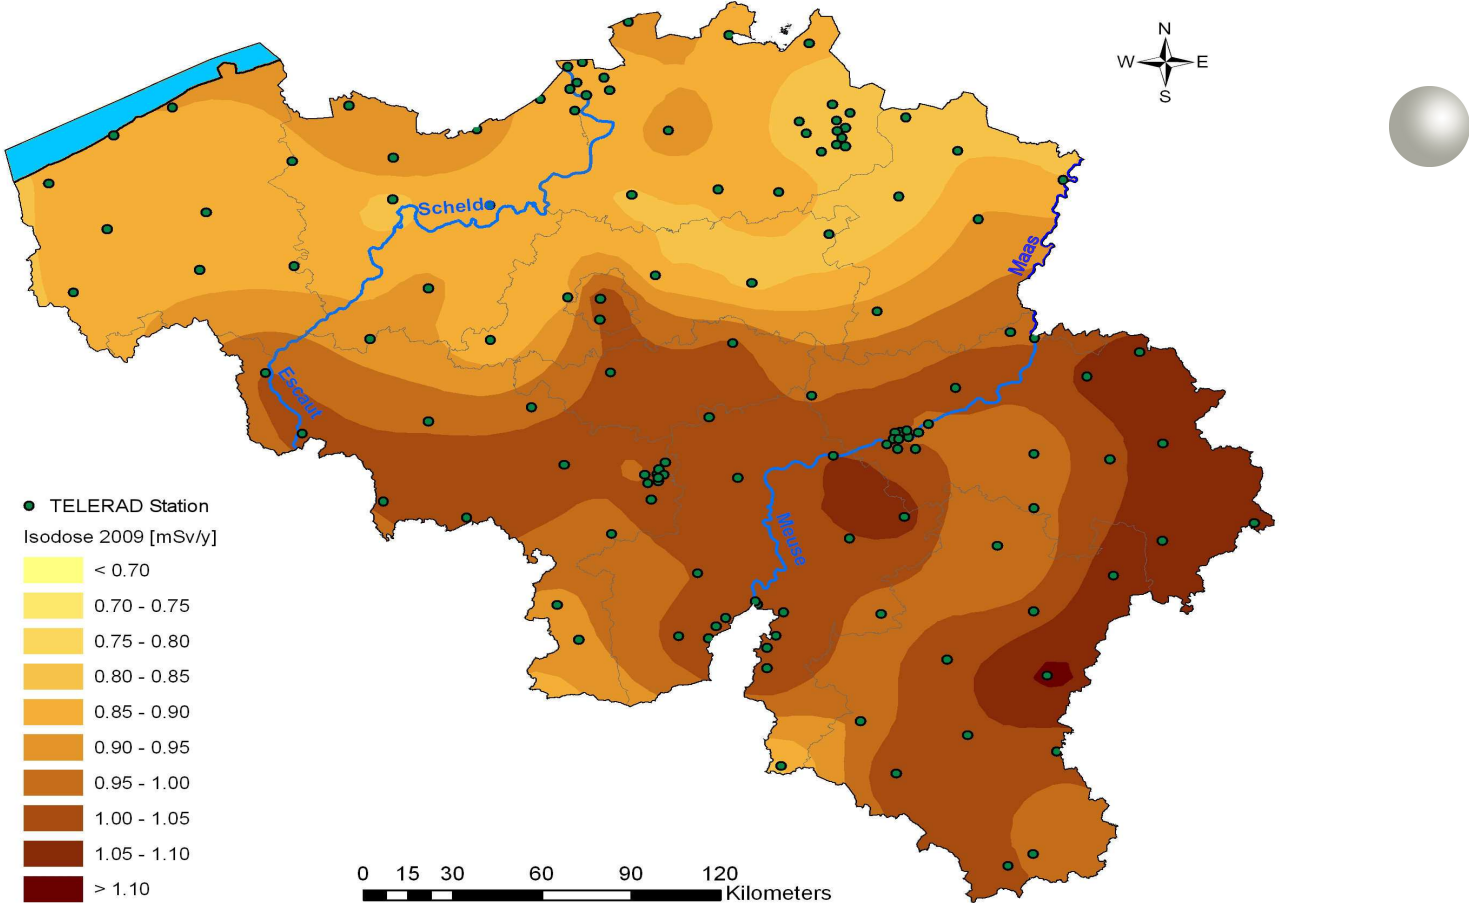 N
W E
S
Schelde
Maas
Escaut
Meuse
TELERAD Station
Isodose 2009 [mSv/y]
< 0.70
0.70 - 0.75
0.75 - 0.80
0.80 - 0.85
0.85 - 0.90
0.90 - 0.95
0.95 - 1.00
1.00 - 1.05
1.05 - 1.10
> 1.10
0 15 30 60 90 120
Kilometers